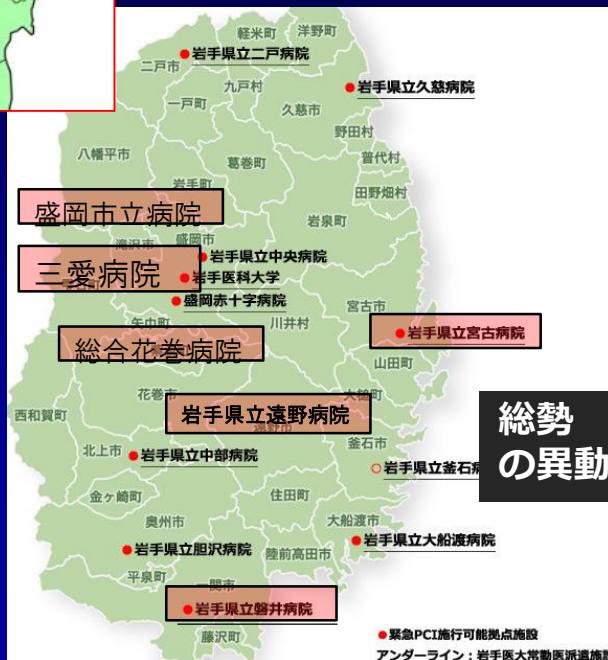 軽米町
洋野町
岩手県立二戸病院
二戸市
九戸村
岩手県立久慈病院
一戸町
久慈市
野田村
八幡平市
葛巻町
普代村
岩手町
田野畑村
盛岡市立病院
岩泉町
滝沢市
盛岡市
岩手県立中央病院
三愛病院
岩手医科大学
盛岡赤十字病院
宮古市
矢巾町
川井村
岩手県立宮古病院
総合花巻病院
山田町
花巻市
大槌町
岩手県立遠野病院
西和賀町
遠野市
総勢
の異動
北上市
岩手県立中部病院
釜石市
岩手県立釜石病
金ヶ崎町
住田町
奥州市
大船渡市
岩手県立胆沢病院
陸前高田市
岩手県立大船渡病院
平泉町
一関市
岩手県立磐井病院
藤沢町
●緊急PCI施行可能拠点施設
アンダーライン：岩手医大常勤医派遣施設